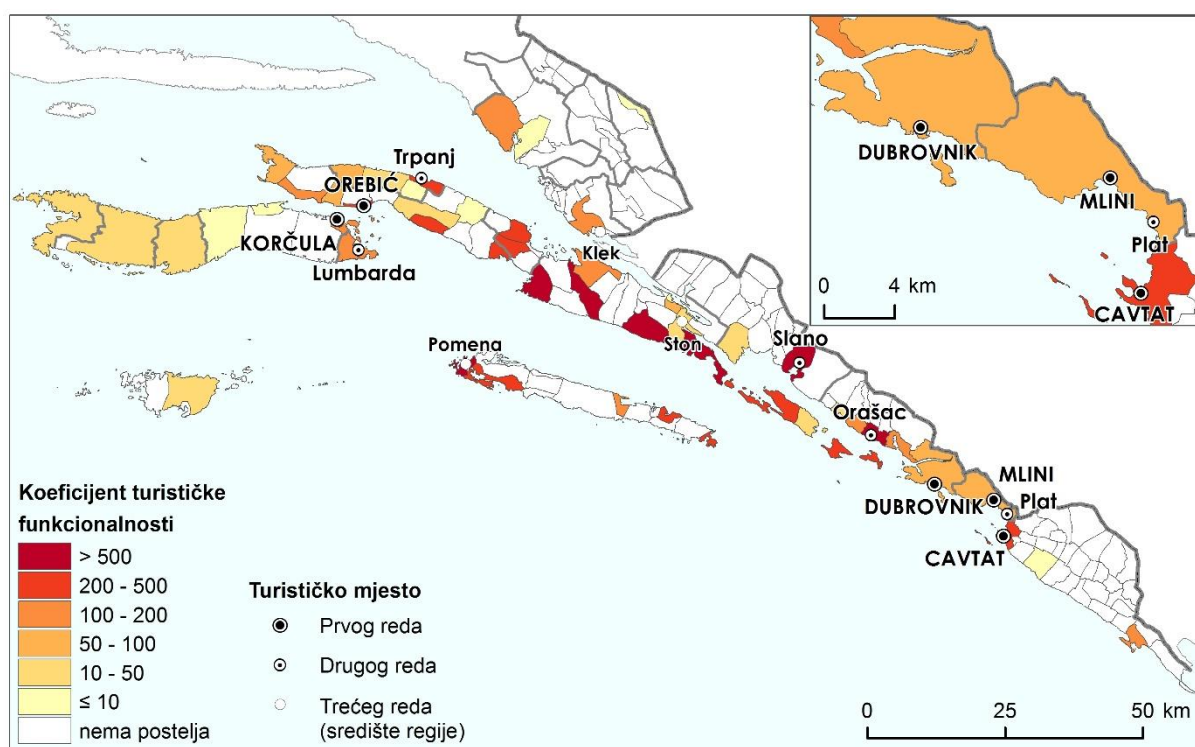 Trpanj
OREBIĆ
KORČULA
Lumbarda
Klek
Pomena
Ston
Slano
Orašac
DUBROVNIK
MLINI
Plat
CAVTAT
DUBROVNIK
MLINI
Plat
CAVTAT
0 4 km
Koeficijent turističke
funkcionalnosti
> 500
200 - 500
100 - 200
50 - 100
10 - 50
≤ 10
nema postelja
Turističko mjesto
Prvog reda
Drugog reda
Trećeg reda
(središte regije)
0 25 50 km